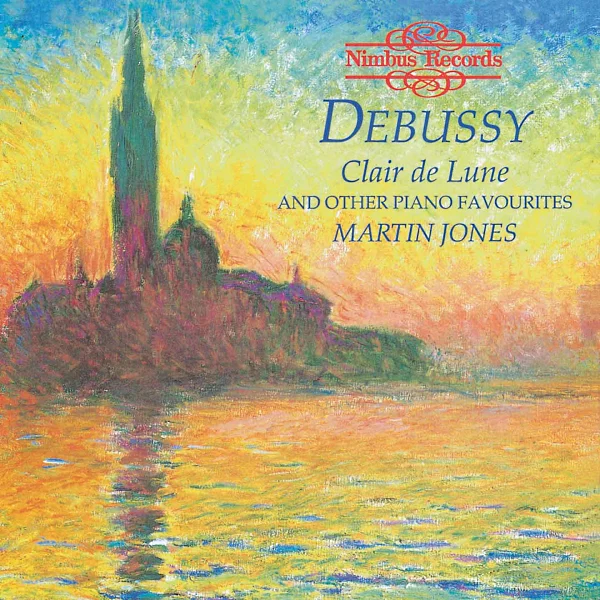 Nimbus Records
DEBUSSY
Clair de Lune
AND OTHER PIANO FAVOURITES
MARTIN JONES